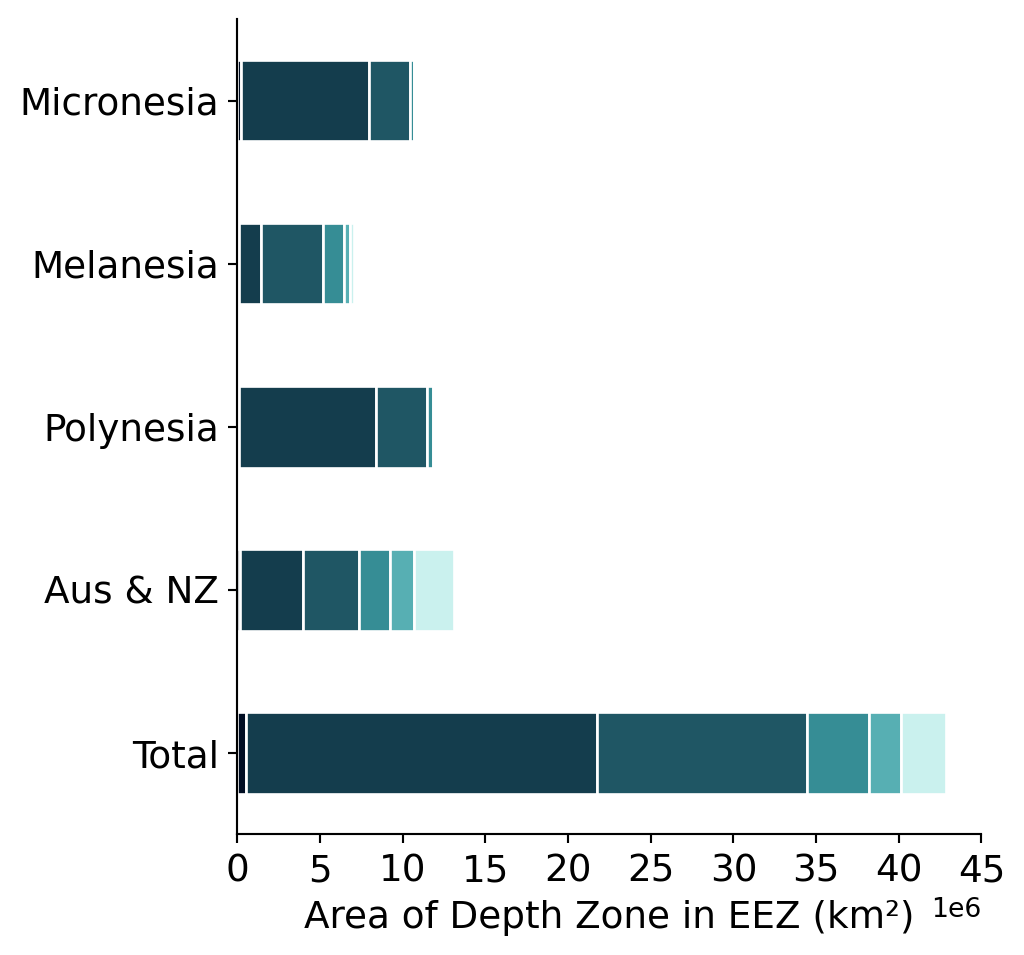 Micronesia
Melanesia
Polynesia
Aus & NZ
Total
0 5 10 15 20 25 30 35 40 45
Area of Depth Zone in EEZ (km²) 1e6